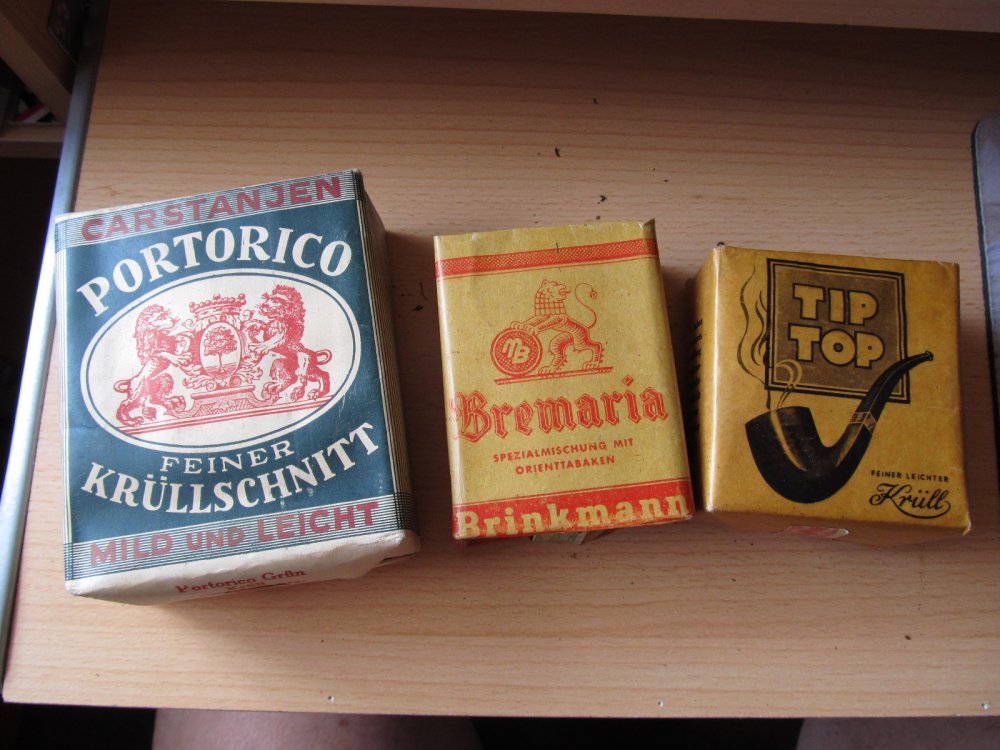 CARSTANJEN
PORTORICO
FEINER
KRÜLLSCHNITT
MILD UND LEICHT
Portorico Grün
MB
Bremaria
SPEZIALMISCHUNG MIT
ORIENTTABAKEN
Brinkmann
TIP
TOP
FEINER LEICHTER
Krüll